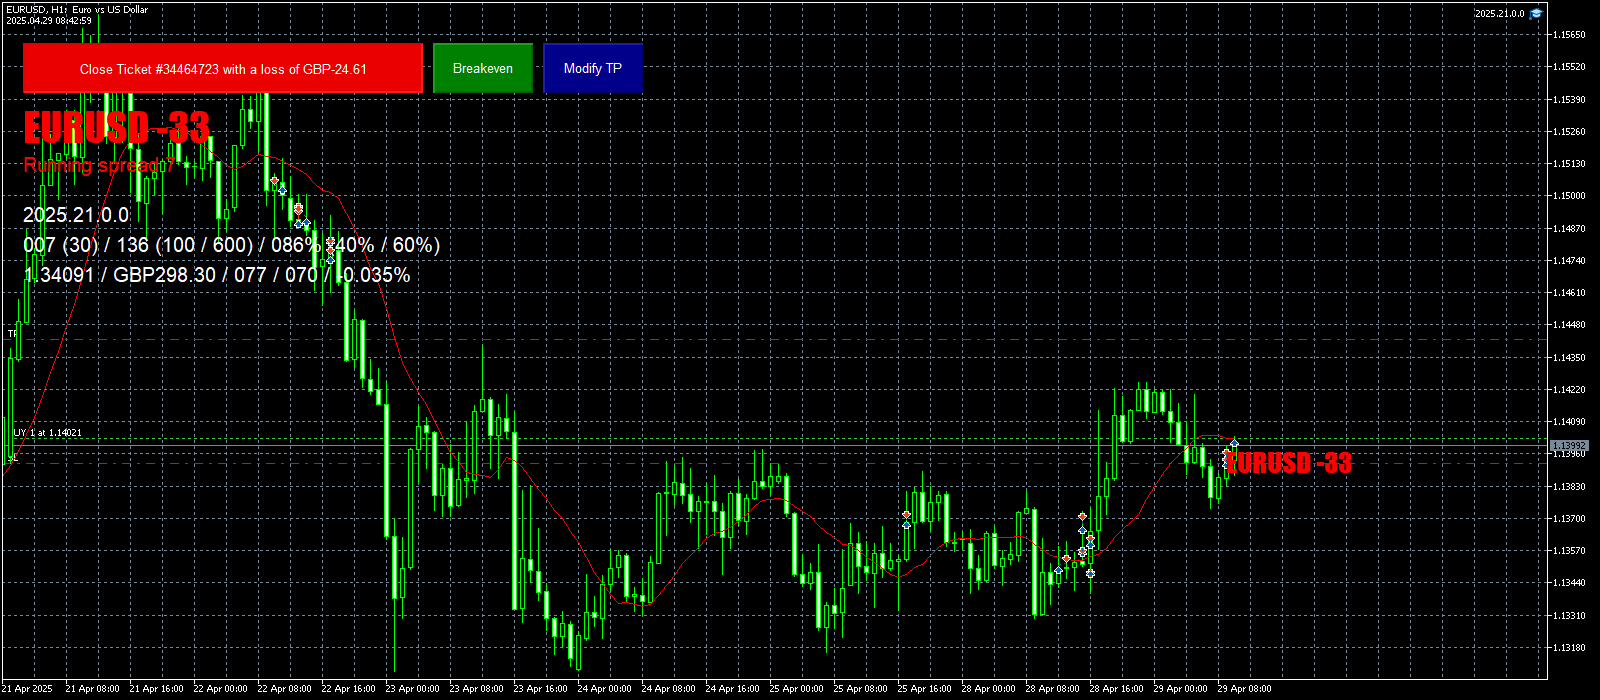 EURUSD, H1: Euro vs US Dollar
2025.04.29 08:42:59
2025.21.0.0
Close Ticket #34464723 with a loss of GBP-24.61
Breakeven
Modify TP
EURUSD -33
Running spread 7
2025.21.0.0
007 (30) / 136 (100 / 600) / 086% (40% / 60%)
1.34091 / GBP298.30 / 077 / 070 / -0.035%
TP
UY 1 at 1.14021
SL
EURUSD -33
1.15650
1.15520
1.15390
1.15260
1.15130
1.15000
1.14870
1.14740
1.14610
1.14480
1.14350
1.14220
1.14090
1.13992
1.13960
1.13830
1.13700
1.13570
1.13440
1.13310
1.13180
21 Apr 2025
21 Apr 08:00
21 Apr 16:00
22 Apr 00:00
22 Apr 08:00
22 Apr 16:00
23 Apr 00:00
23 Apr 08:00
23 Apr 16:00
24 Apr 00:00
24 Apr 08:00
24 Apr 16:00
25 Apr 00:00
25 Apr 08:00
25 Apr 16:00
28 Apr 00:00
28 Apr 08:00
28 Apr 16:00
29 Apr 00:00
29 Apr 08:00